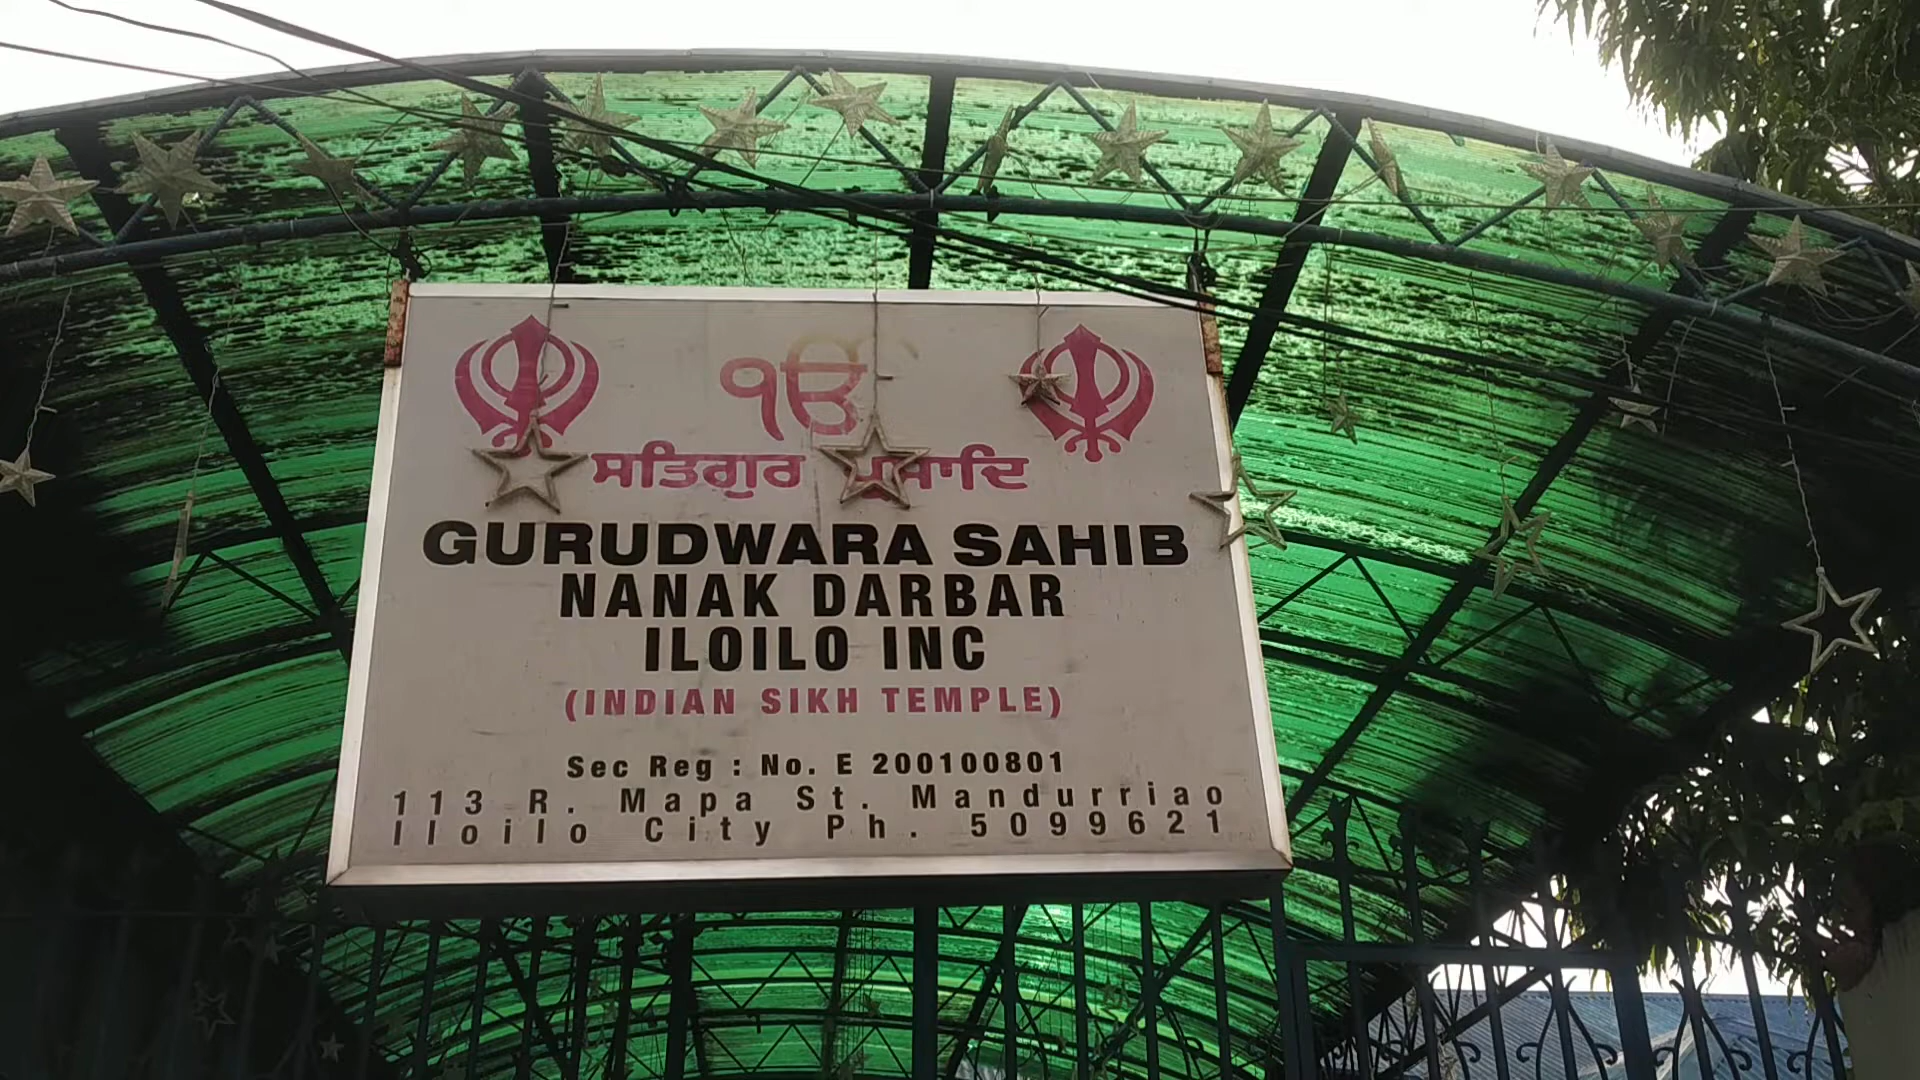 ੴ
ਸਤਿਗੁਰ ਪ੍ਰਸਾਦਿ
GURUDWARA SAHIB
NANAK DARBAR
ILOILO INC
(INDIAN SIKH TEMPLE)
Sec Reg : No. E 200100801
113 R. Mapa St. Mandurriao
Iloilo City Ph. 5099621